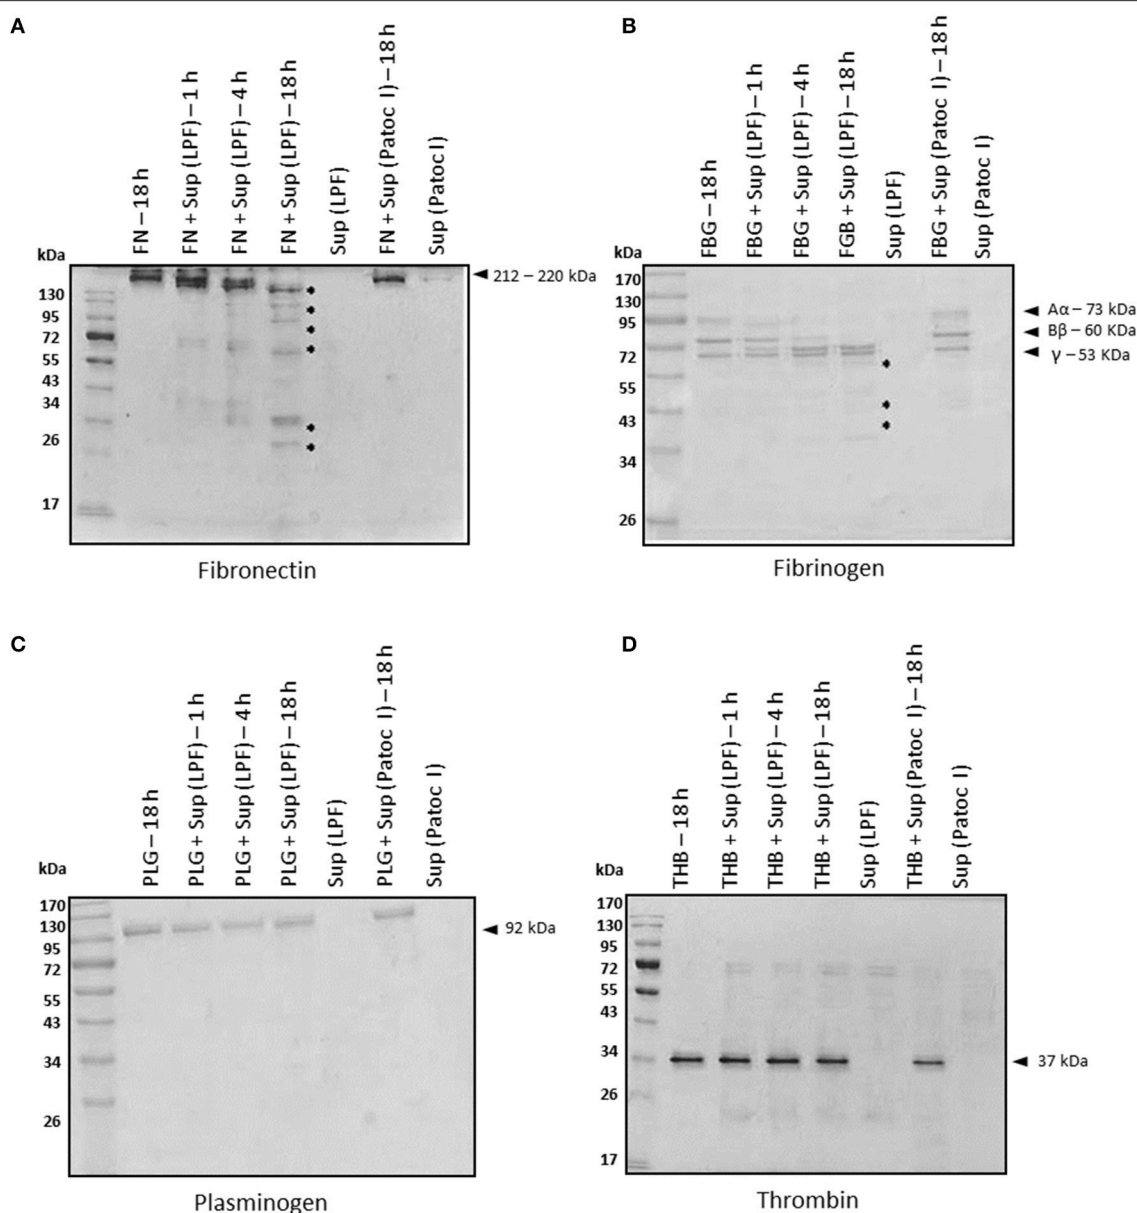 A
FN – 18 h
FN + Sup (LPF) – 1 h
FN + Sup (LPF) – 4 h
FN + Sup (LPF) – 18 h
Sup (LPF)
FN + Sup (Patoc I) – 18 h
Sup (Patoc I)
kDa
130
95
72
55
43
34
26
17
212 – 220 kDa
Fibronectin
B
FBG – 18 h
FBG + Sup (LPF) – 1 h
FBG + Sup (LPF) – 4 h
FGB + Sup (LPF) – 18 h
Sup (LPF)
FBG + Sup (Patoc I) – 18 h
Sup (Patoc I)
kDa
170
130
95
72
55
43
34
26
Aα – 73 kDa
Bβ – 60 kDa
γ – 53 KDa
Fibrinogen
C
PLG – 18 h
PLG + Sup (LPF) – 1 h
PLG + Sup (LPF) – 4 h
PLG + Sup (LPF) – 18 h
Sup (LPF)
PLG + Sup (Patoc I) – 18 h
Sup (Patoc I)
kDa
170
130
95
72
55
43
34
26
92 kDa
Plasminogen
D
THB – 18 h
THB + Sup (LPF) – 1 h
THB + Sup (LPF) – 4 h
THB + Sup (LPF) – 18 h
Sup (LPF)
THB + Sup (Patoc I) – 18h
Sup (Patoc I)
kDa
170
130
95
72
55
43
34
26
17
37 kDa
Thrombin